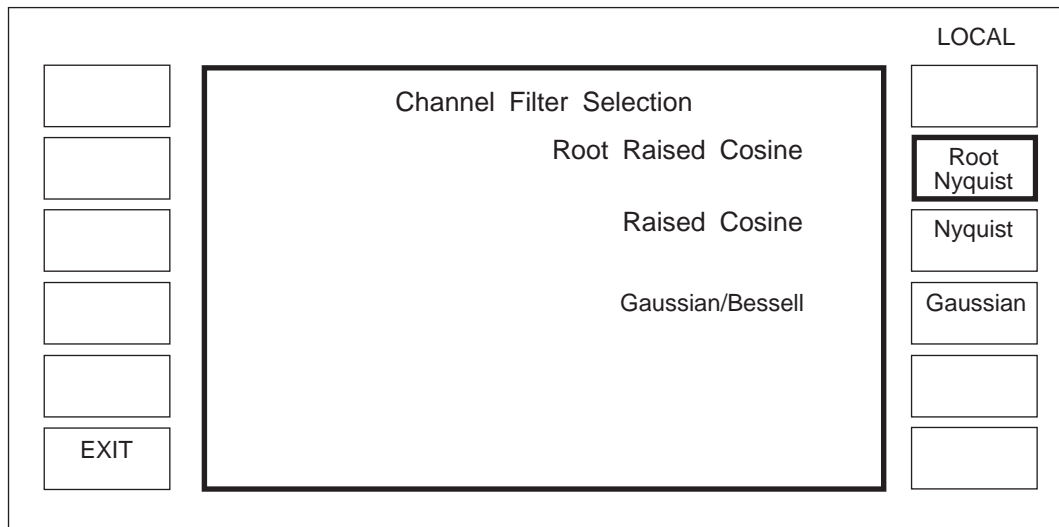 LOCAL
Channel Filter Selection
Root Raised Cosine
Root
Nyquist
Raised Cosine
Nyquist
Gaussian/Bessell
Gaussian
EXIT